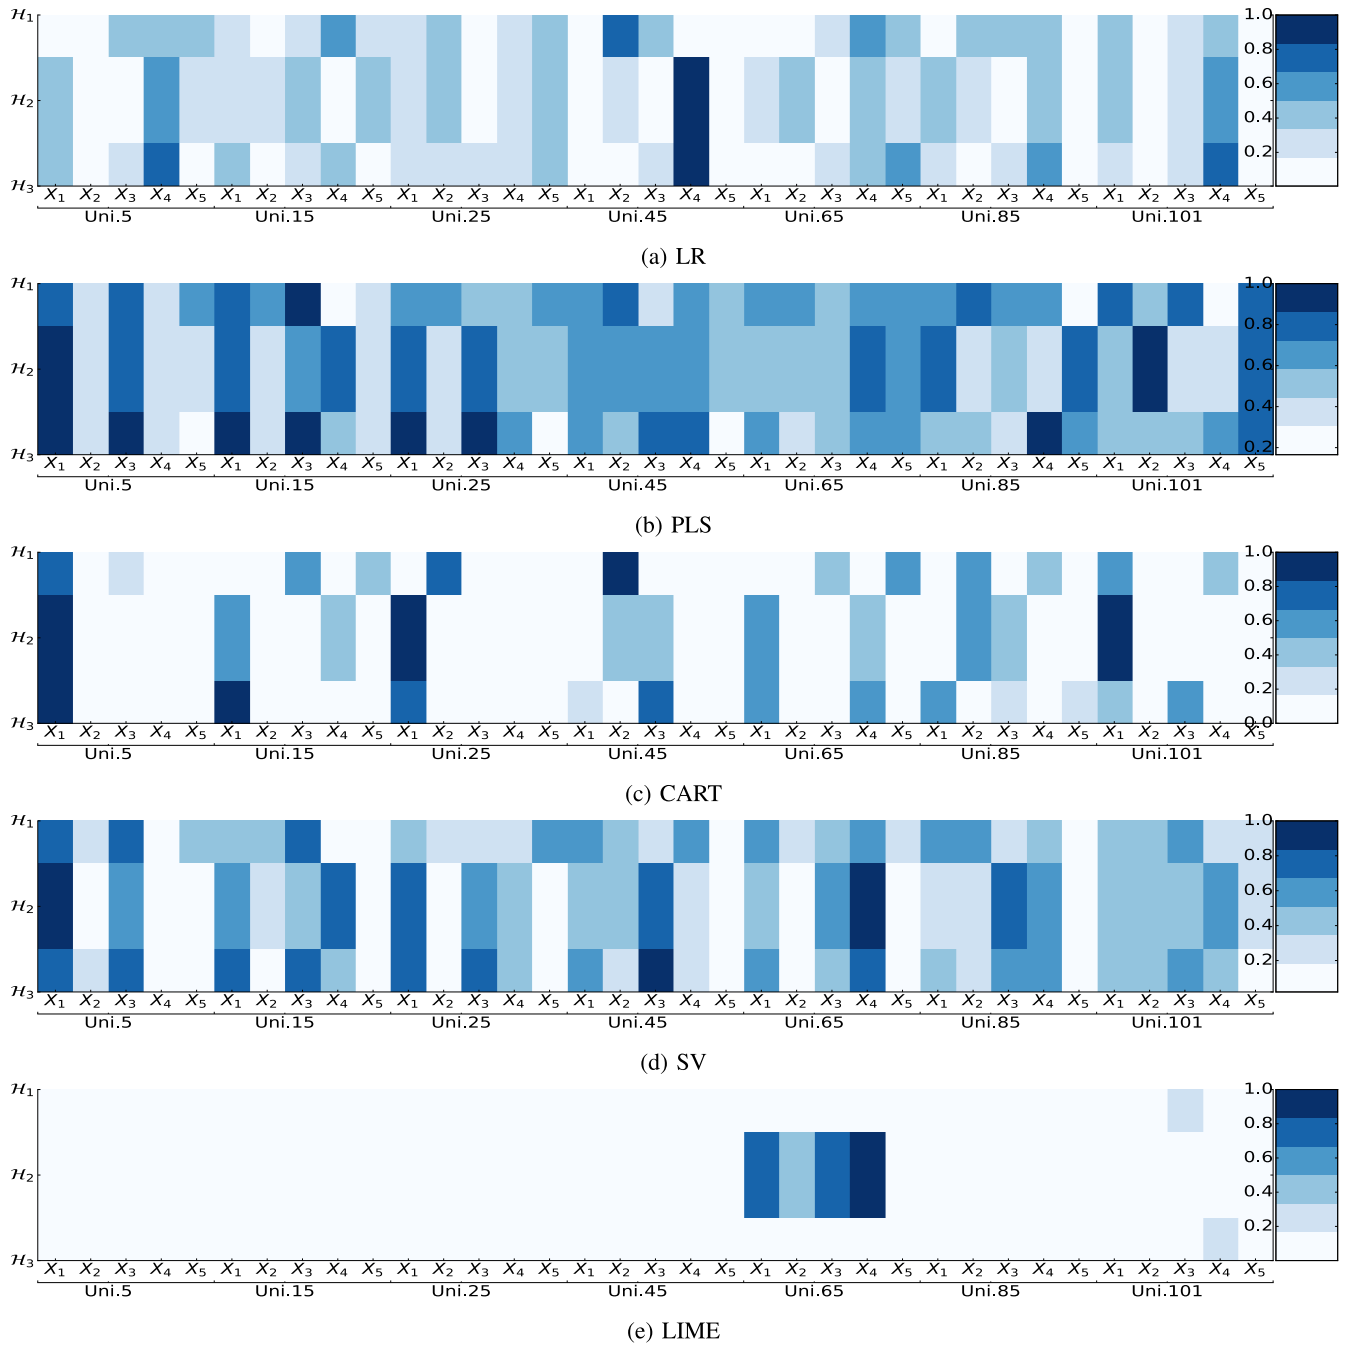 ℋ₁ 1.0
0.8
ℋ₂ 0.6
0.4
0.2
ℋ₃
X₁ X₂ X₃ X₄ X₅ X₁ X₂ X₃ X₄ X₅ X₁ X₂ X₃ X₄ X₅ X₁ X₂ X₃ X₄ X₅ X₁ X₂ X₃ X₄ X₅ X₁ X₂ X₃ X₄ X₅ X₁ X₂ X₃ X₄ X₅
Uni.5 Uni.15 Uni.25 Uni.45 Uni.65 Uni.85 Uni.101
(a) LR
ℋ₁ 1.0
0.8
ℋ₂ 0.6
0.4
0.2
ℋ₃
X₁ X₂ X₃ X₄ X₅ X₁ X₂ X₃ X₄ X₅ X₁ X₂ X₃ X₄ X₅ X₁ X₂ X₃ X₄ X₅ X₁ X₂ X₃ X₄ X₅ X₁ X₂ X₃ X₄ X₅ X₁ X₂ X₃ X₄ X₅
Uni.5 Uni.15 Uni.25 Uni.45 Uni.65 Uni.85 Uni.101
(b) PLS
ℋ₁ 1.0
0.8
ℋ₂ 0.6
0.4
0.2
ℋ₃ 0.0
X₁ X₂ X₃ X₄ X₅ X₁ X₂ X₃ X₄ X₅ X₁ X₂ X₃ X₄ X₅ X₁ X₂ X₃ X₄ X₅ X₁ X₂ X₃ X₄ X₅ X₁ X₂ X₃ X₄ X₅ X₁ X₂ X₃ X₄ X₅
Uni.5 Uni.15 Uni.25 Uni.45 Uni.65 Uni.85 Uni.101
(c) CART
ℋ₁ 1.0
0.8
ℋ₂ 0.6
0.4
0.2
ℋ₃
X₁ X₂ X₃ X₄ X₅ X₁ X₂ X₃ X₄ X₅ X₁ X₂ X₃ X₄ X₅ X₁ X₂ X₃ X₄ X₅ X₁ X₂ X₃ X₄ X₅ X₁ X₂ X₃ X₄ X₅ X₁ X₂ X₃ X₄ X₅
Uni.5 Uni.15 Uni.25 Uni.45 Uni.65 Uni.85 Uni.101
(d) SV
ℋ₁ 1.0
0.8
ℋ₂ 0.6
0.4
0.2
ℋ₃
X₁ X₂ X₃ X₄ X₅ X₁ X₂ X₃ X₄ X₅ X₁ X₂ X₃ X₄ X₅ X₁ X₂ X₃ X₄ X₅ X₁ X₂ X₃ X₄ X₅ X₁ X₂ X₃ X₄ X₅ X₁ X₂ X₃ X₄ X₅
Uni.5 Uni.15 Uni.25 Uni.45 Uni.65 Uni.85 Uni.101
(e) LIME